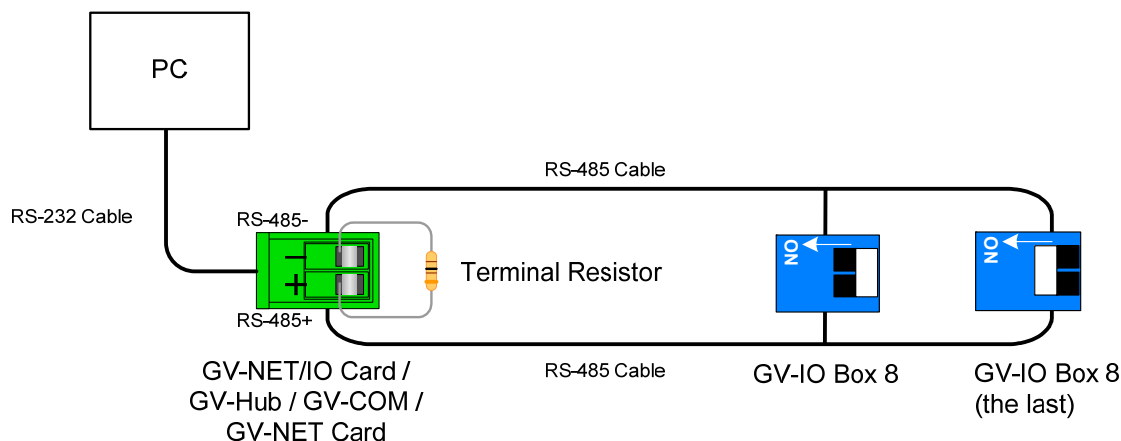 PC
RS-485 Cable
RS-232 Cable
RS-485-
ON
ON
−
+
Terminal Resistor
RS-485+
RS-485 Cable
GV-NET/IO Card /
GV-Hub / GV-COM /
GV-NET Card
GV-IO Box 8
GV-IO Box 8
(the last)